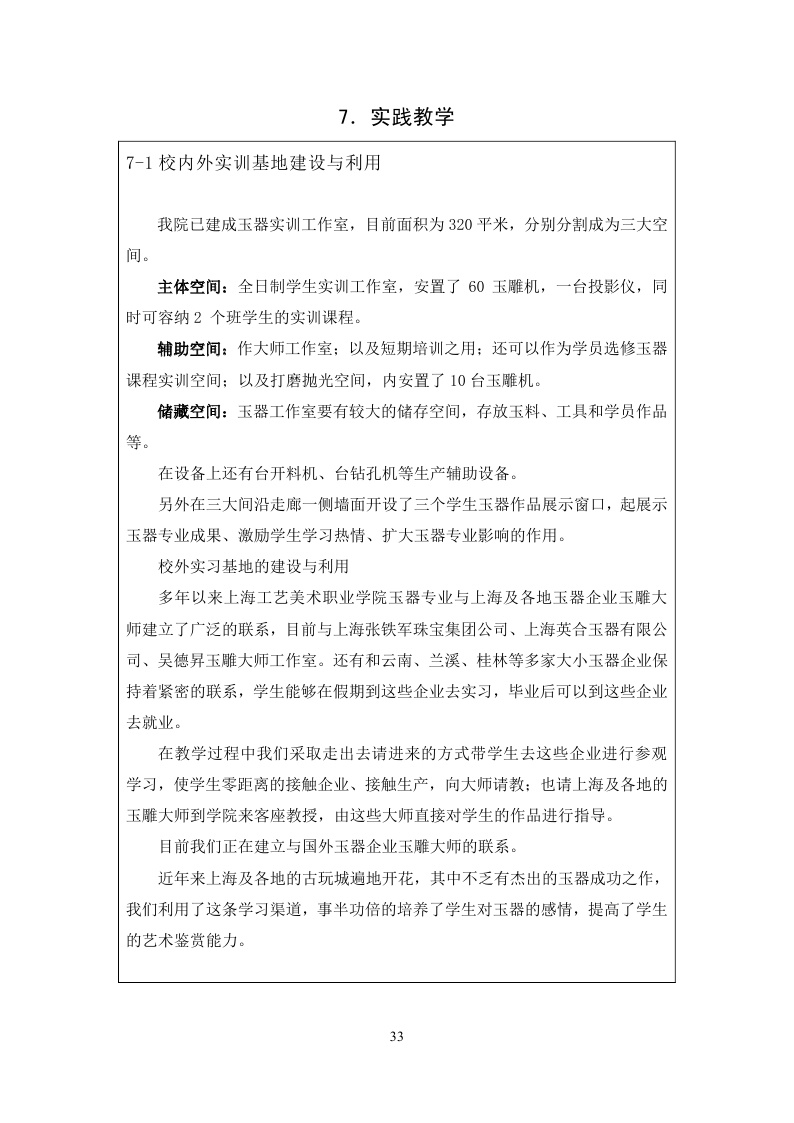 7. 实践教学
7-1 校内外实训基地建设与利用
我院已建成玉器实训工作室，目前面积为 320 平米，分别分割成为三大空
间。
主体空间：全日制学生实训工作室，安置了 60 玉雕机，一台投影仪，同
时可容纳 2 个班学生的实训课程。
辅助空间：作大师工作室；以及短期培训之用；还可以作为学员选修玉器
课程实训空间；以及打磨抛光空间，内安置了 10 台玉雕机。
储藏空间：玉器工作室要有较大的储存空间，存放玉料、工具和学员作品
等。
在设备上还有台开料机、台钻孔机等生产辅助设备。
另外在三大间沿走廊一侧墙面开设了三个学生玉器作品展示窗口，起展示
玉器专业成果、激励学生学习热情、扩大玉器专业影响的作用。
校外实习基地的建设与利用
多年以来上海工艺美术职业学院玉器专业与上海及各地玉器企业玉雕大
师建立了广泛的联系，目前与上海张铁军珠宝集团公司、上海英合玉器有限公
司、吴德昇玉雕大师工作室。还有和云南、兰溪、桂林等多家大小玉器企业保
持着紧密的联系，学生能够在假期到这些企业去实习，毕业后可以到这些企业
去就业。
在教学过程中我们采取走出去请进来的方式带学生去这些企业进行参观
学习，使学生零距离的接触企业、接触生产，向大师请教；也请上海及各地的
玉雕大师到学院来客座教授，由这些大师直接对学生的作品进行指导。
目前我们正在建立与国外玉器企业玉雕大师的联系。
近年来上海及各地的古玩城遍地开花，其中不乏有杰出的玉器成功之作，
我们利用了这条学习渠道，事半功倍的培养了学生对玉器的感情，提高了学生
的艺术鉴赏能力。
33